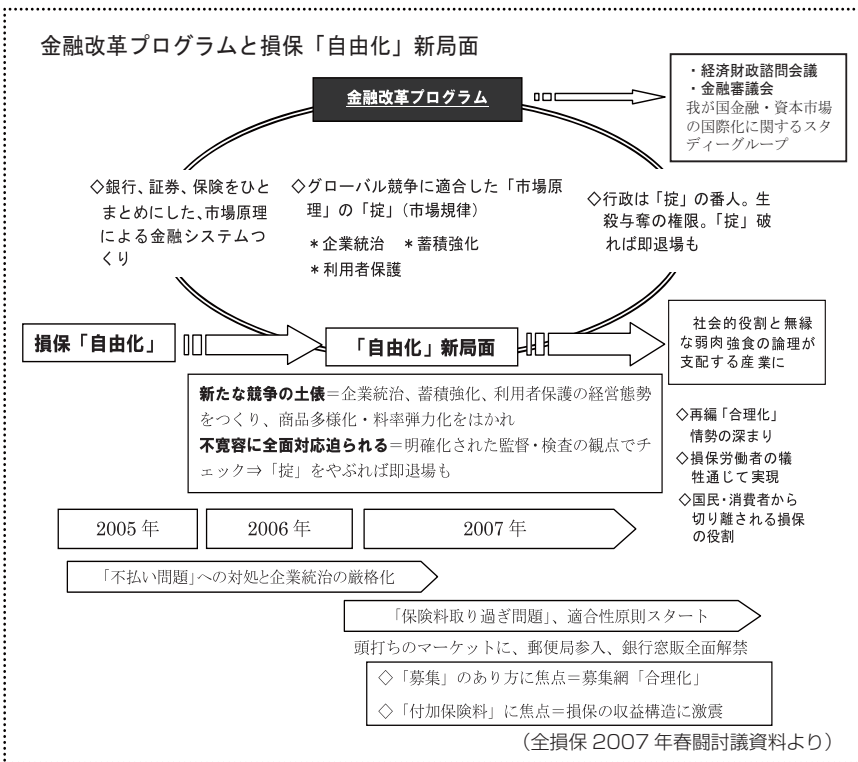 金融改革プログラムと損保「自由化」新局面
金融改革プログラム
・経済財政諮問会議
・金融審議会
我が国金融・資本市場
の国際化に関するスタ
ディーグループ
◇銀行、証券、保険をひと
まとめにした、市場原理
による金融システムつ
くり
◇グローバル競争に適合した「市場原
理」の「掟」（市場規律）
＊企業統治　＊蓄積強化
＊利用者保護
◇行政は「掟」の番人。生
殺与奪の権限。「掟」破
れば即退場も
損保「自由化」
「自由化」新局面
社会的役割と無縁
な弱肉強食の論理が
支配する産業に
新たな競争の土俵＝企業統治、蓄積強化、利用者保護の経営態勢
をつくり、商品多様化・料率弾力化をはかれ
不寛容に全面対応迫られる＝明確化された監督・検査の観点でチ
ェック⇒「掟」をやぶれば即退場も
◇再編「合理化」
情勢の深まり
◇損保労働者の犠
牲通じて実現
◇国民・消費者から
切り離される損保
の役割
2005年
2006年
2007年
「不払い問題」への対処と企業統治の厳格化
「保険料取り過ぎ問題」、適合性原則スタート
頭打ちのマーケットに、郵便局参入、銀行窓販全面解禁
◇「募集」のあり方に焦点＝募集網「合理化」
◇「付加保険料」に焦点＝損保の収益構造に激震
（全損保2007年春闘討議資料より）